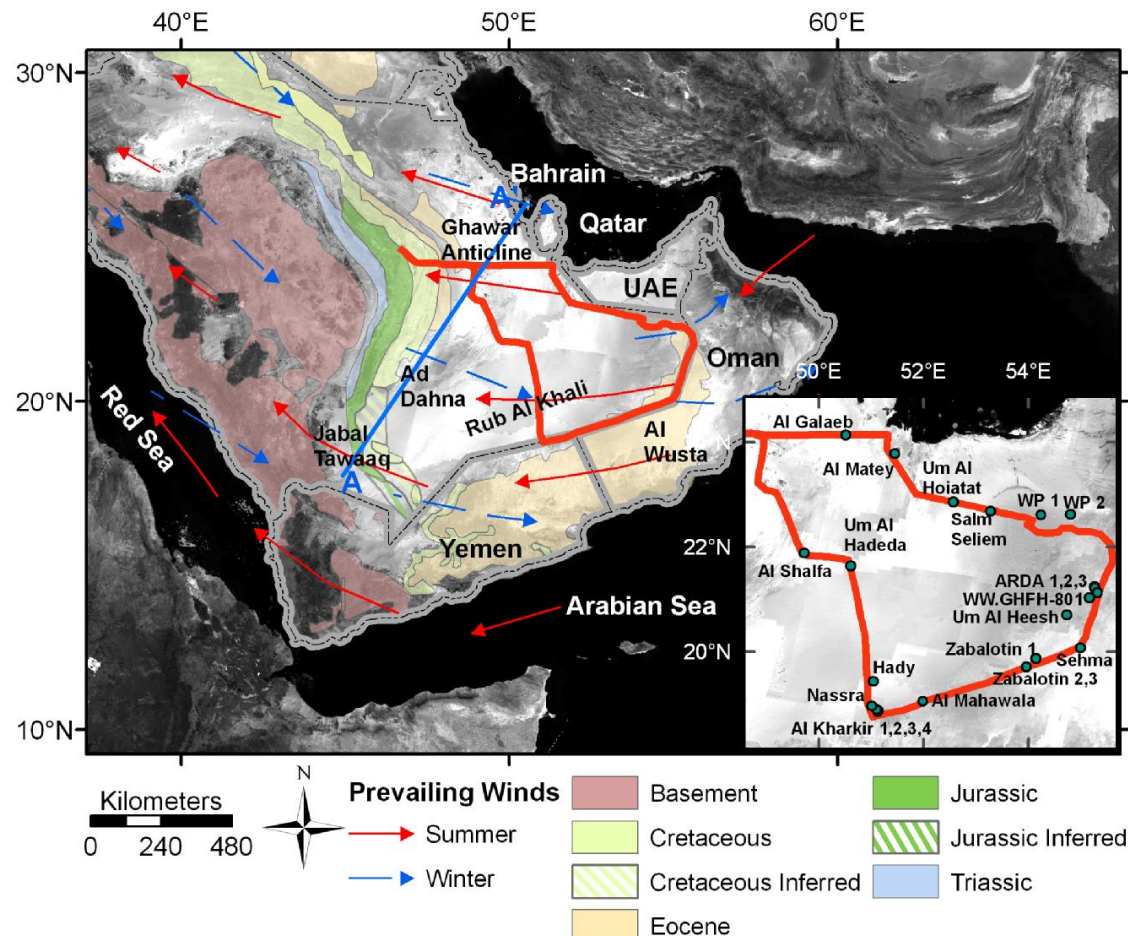 40°E
50°E
60°E
30°N
20°N
10°N
Bahrain
A'
Qatar
Ghawar
Anticline
UAE
Oman
Ad
Dahna
Rub Al Khali
Red Sea
Jabal
Tawaaq
A
Al
Wusta
Yemen
Arabian Sea
50°E
52°E
54°E
Al Galaeb
Al Matey
Um Al
Hoiatat
WP 1
WP 2
Salm
Seliem
Um Al
Hadeda
22°N
Al Shalfa
ARDA 1,2,3
WW.GHFH-801
Um Al Heesh
20°N
Zabalotin 1
Sehma
Zabalotin 2,3
Hady
Nassra
Al Mahawala
Al Kharkir 1,2,3,4
Kilometers
0 240 480
N
Prevailing Winds
Summer
Winter
Basement
Cretaceous
Cretaceous Inferred
Eocene
Jurassic
Jurassic Inferred
Triassic